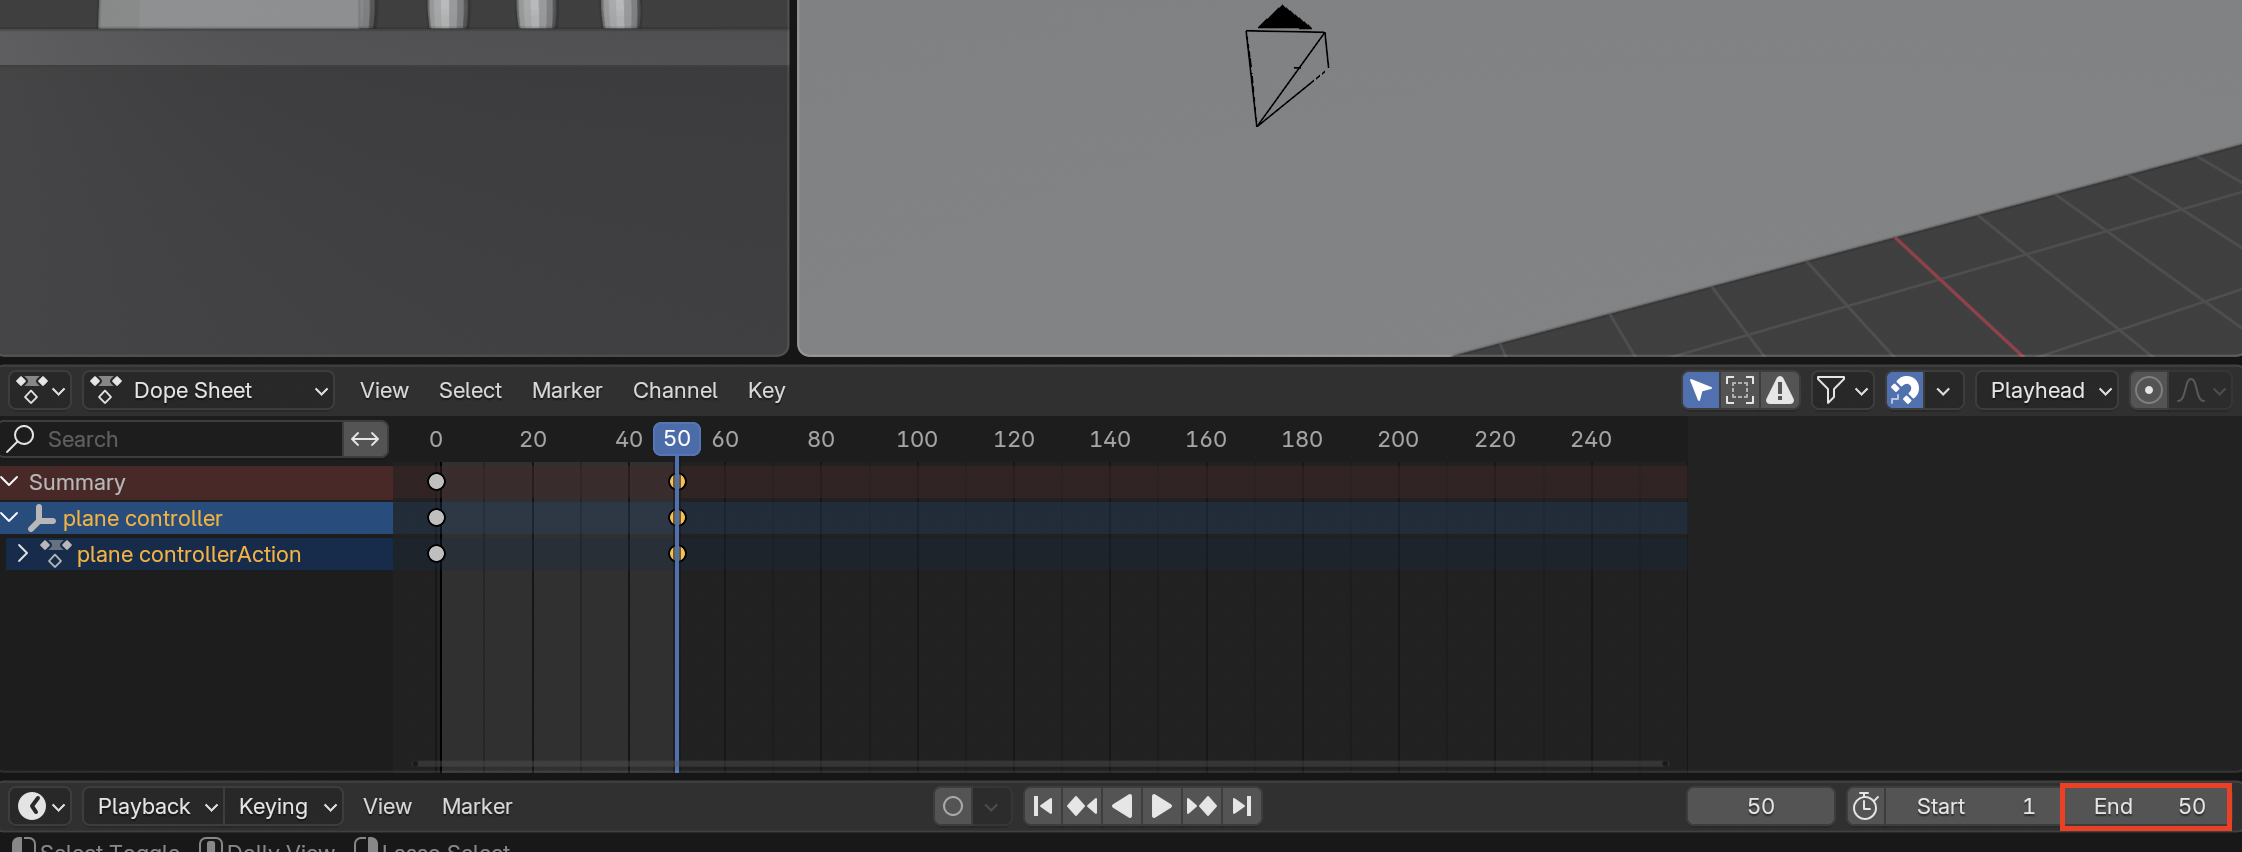 Dope Sheet View Select Marker Channel Key Playhead
Search 0 20 40 50 60 80 100 120 140 160 180 200 220 240
Summary
plane controller
plane controllerAction
Playback Keying View Marker 50 Start 1 End 50
Select Toggle Dolly View Lasso Select